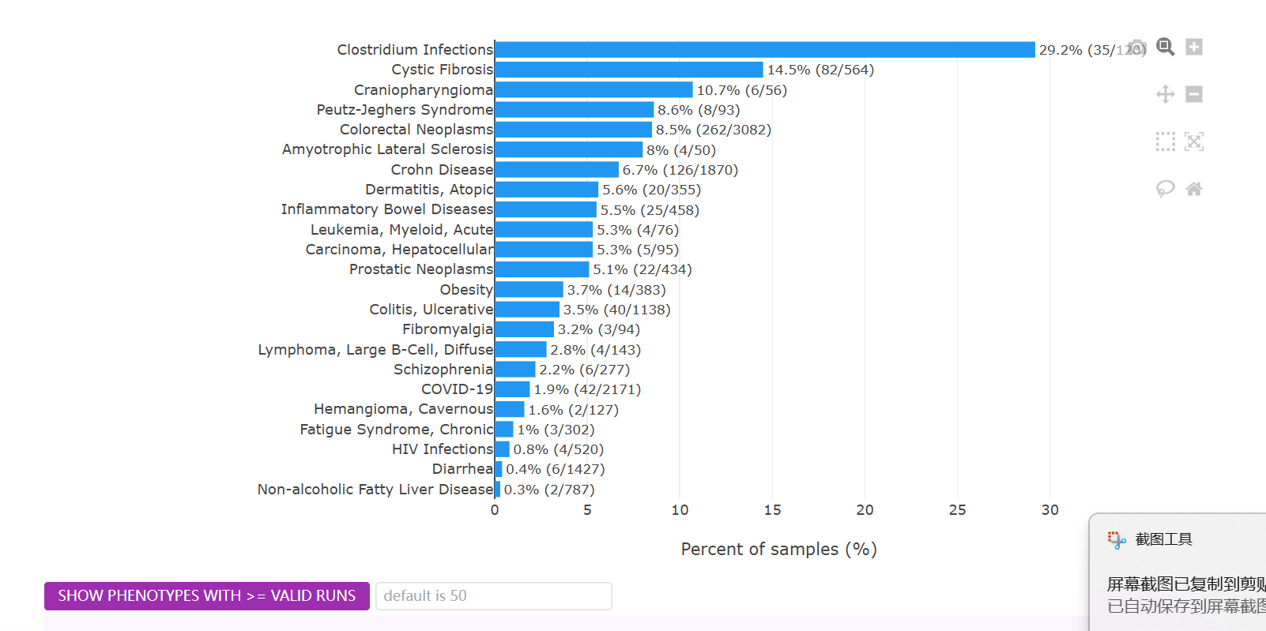 Clostridium Infections 29.2% (35/120)
Cystic Fibrosis 14.5% (82/564)
Craniopharyngioma 10.7% (6/56)
Peutz-Jeghers Syndrome 8.6% (8/93)
Colorectal Neoplasms 8.5% (262/3082)
Amyotrophic Lateral Sclerosis 8% (4/50)
Crohn Disease 6.7% (126/1870)
Dermatitis, Atopic 5.6% (20/355)
Inflammatory Bowel Diseases 5.5% (25/458)
Leukemia, Myeloid, Acute 5.3% (4/76)
Carcinoma, Hepatocellular 5.3% (5/95)
Prostatic Neoplasms 5.1% (22/434)
Obesity 3.7% (14/383)
Colitis, Ulcerative 3.5% (40/1138)
Fibromyalgia 3.2% (3/94)
Lymphoma, Large B-Cell, Diffuse 2.8% (4/143)
Schizophrenia 2.2% (6/277)
COVID-19 1.9% (42/2171)
Hemangioma, Cavernous 1.6% (2/127)
Fatigue Syndrome, Chronic 1% (3/302)
HIV Infections 0.8% (4/520)
Diarrhea 0.4% (6/1427)
Non-alcoholic Fatty Liver Disease 0.3% (2/787)
0 5 10 15 20 25 30
Percent of samples (%)
SHOW PHENOTYPES WITH >= VALID RUNS default is 50
截图工具
屏幕截图已复制到剪贴
已自动保存到屏幕截图